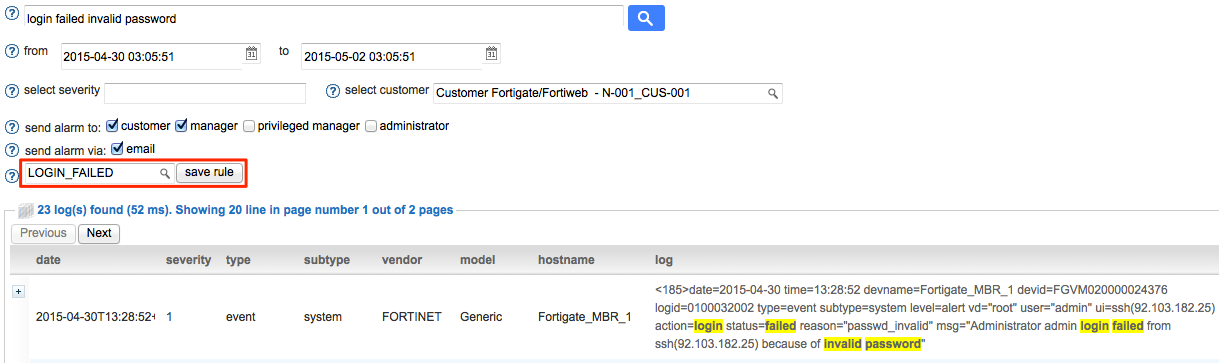 login failed invalid password
from 2015-04-30 03:05:51 31 to 2015-05-02 03:05:51 31
select severity select customer Customer Fortigate/Fortiweb - N-001_CUS-001
send alarm to: customer manager privileged manager administrator
send alarm via: email
LOGIN_FAILED save rule
23 log(s) found (52 ms). Showing 20 line in page number 1 out of 2 pages
Previous Next
date severity type subtype vendor model hostname log
<185>date=2015-04-30 time=13:28:52 devname=Fortigate_MBR_1 devid=FGVM020000024376
logid=0100032002 type=event subtype=system level=alert vd="root" user="admin" ui=ssh(92.103.182.25)
2015-04-30T13:28:52+ 1 event system FORTINET Generic Fortigate_MBR_1 action=login status=failed reason="passwd_invalid" msg="Administrator admin login failed from
ssh(92.103.182.25) because of invalid password"